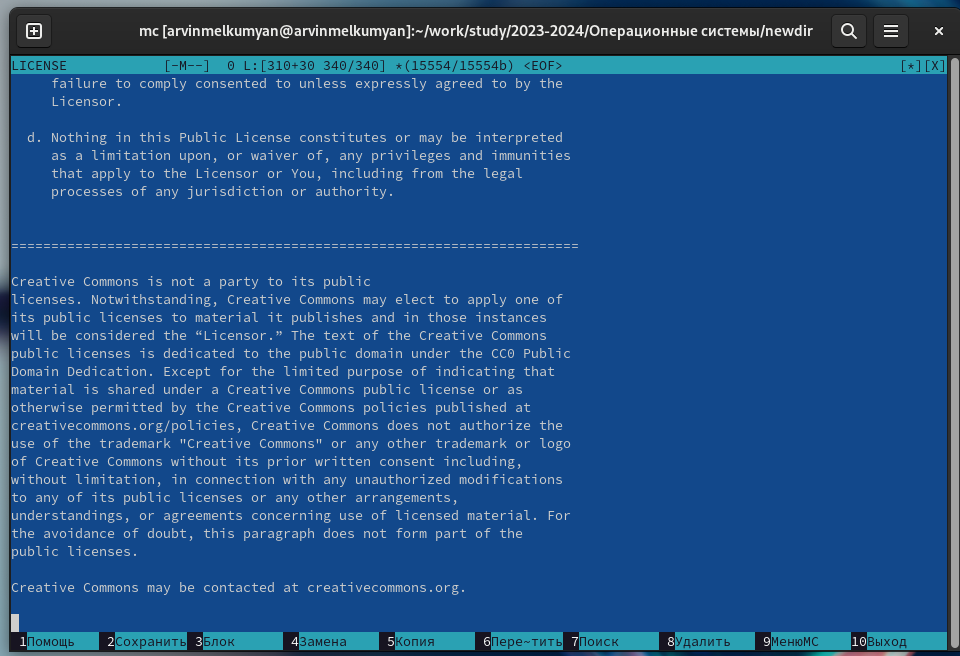 mc [arvinmelkumyan@arvinmelkumyan]:~/work/study/2023-2024/Операционные системы/newdir
LICENSE [-M--] 0 L:[310+30 340/340] *(15554/15554b) <EOF> [*][X]
failure to comply consented to unless expressly agreed to by the
Licensor.
d. Nothing in this Public License constitutes or may be interpreted
as a limitation upon, or waiver of, any privileges and immunities
that apply to the Licensor or You, including from the legal
processes of any jurisdiction or authority.
=======================================================================
Creative Commons is not a party to its public
licenses. Notwithstanding, Creative Commons may elect to apply one of
its public licenses to material it publishes and in those instances
will be considered the “Licensor.” The text of the Creative Commons
public licenses is dedicated to the public domain under the CC0 Public
Domain Dedication. Except for the limited purpose of indicating that
material is shared under a Creative Commons public license or as
otherwise permitted by the Creative Commons policies published at
creativecommons.org/policies, Creative Commons does not authorize the
use of the trademark "Creative Commons" or any other trademark or logo
of Creative Commons without its prior written consent including,
without limitation, in connection with any unauthorized modifications
to any of its public licenses or any other arrangements,
understandings, or agreements concerning use of licensed material. For
the avoidance of doubt, this paragraph does not form part of the
public licenses.
Creative Commons may be contacted at creativecommons.org.
1Помощь 2Сохранить 3Блок 4Замена 5Копия 6Пере~тить 7Поиск 8Удалить 9МенюMC 10Выход